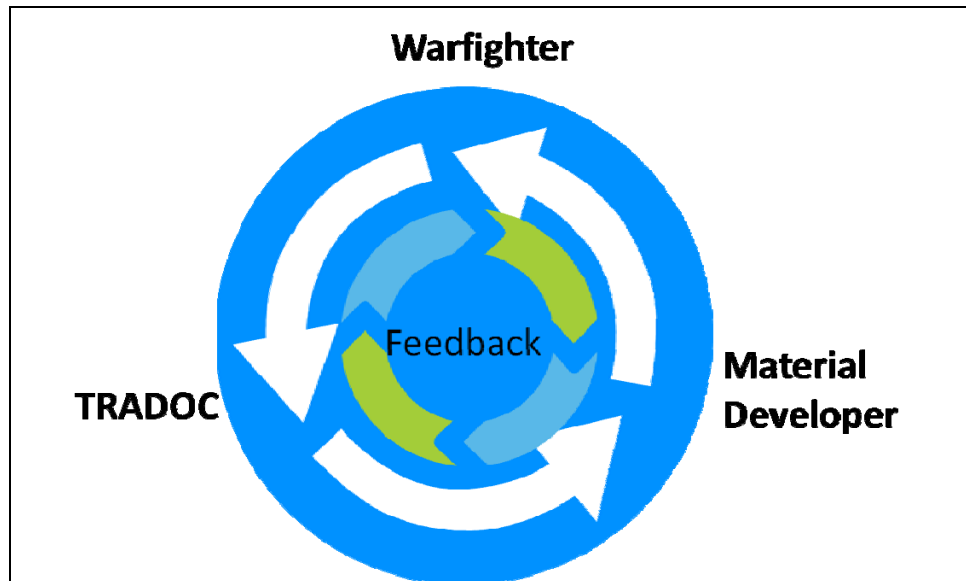 Warfighter
Feedback
TRADOC
Material
Developer